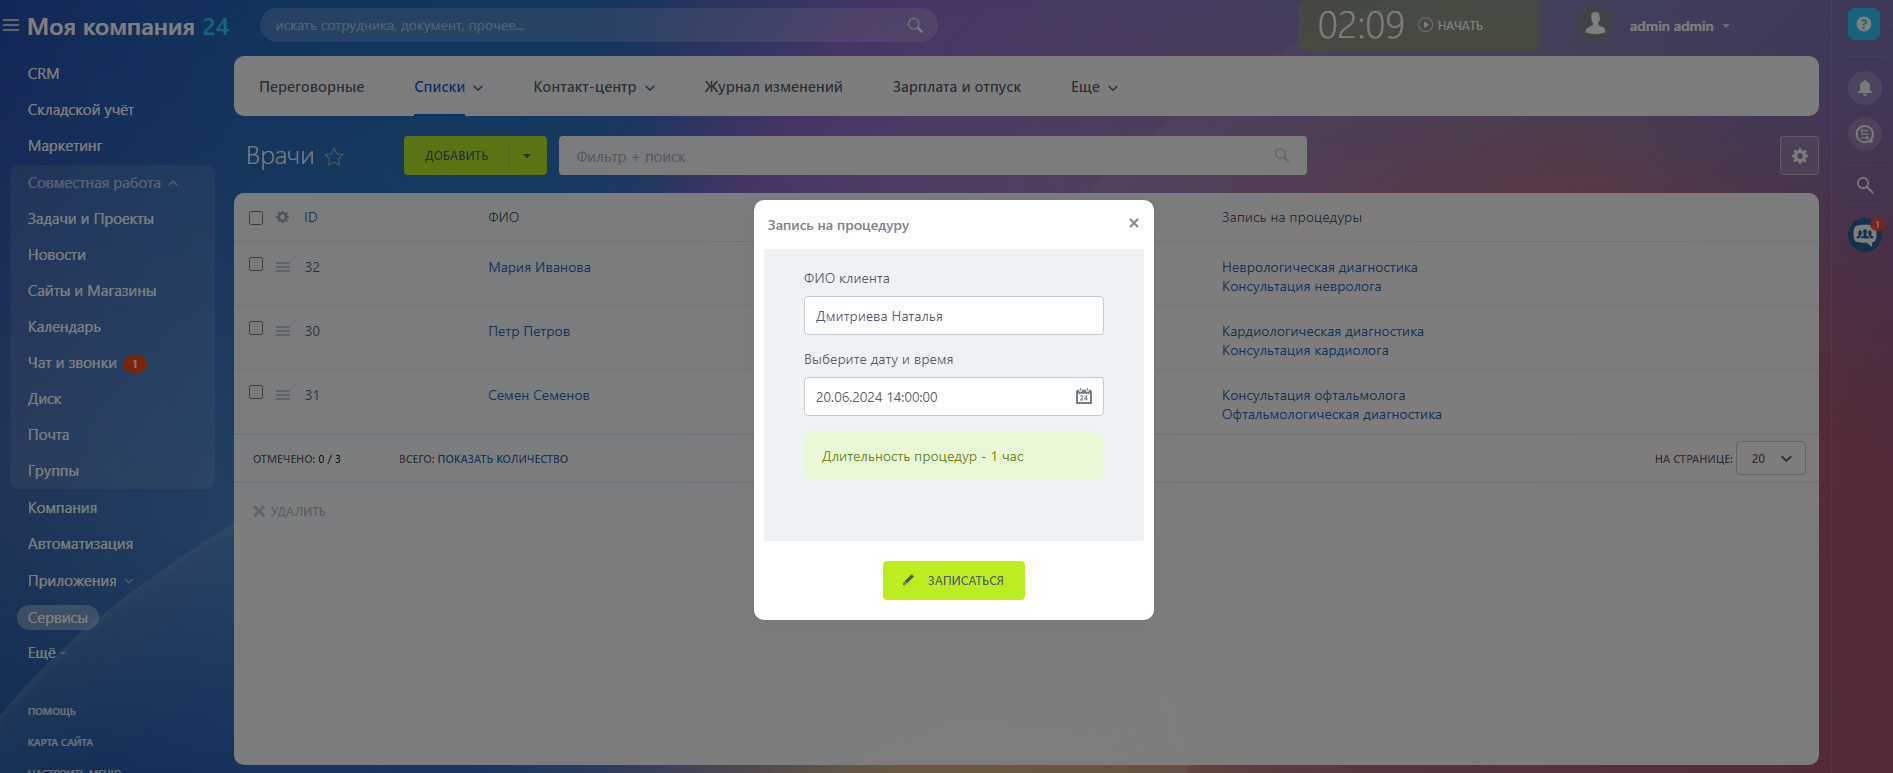 Моя компания 24
искать сотрудника, документ, прочее...
02:09
НАЧАТЬ
admin admin
CRM
Складской учёт
Маркетинг
Совместная работа
Задачи и Проекты
Новости
Сайты и Магазины
Календарь
Чат и звонки 1
Диск
Почта
Группы
Компания
Автоматизация
Приложения
Сервисы
Ещё
ПОМОЩЬ
КАРТА САЙТА
НАСТРОИТЬ МЕНЮ
Переговорные Списки Контакт-центр Журнал изменений Зарплата и отпуск Еще
Врачи
ДОБАВИТЬ
Фильтр + поиск
ID ФИО Запись на процедуры
32 Мария Иванова Неврологическая диагностика
Консультация невролога
30 Петр Петров Кардиологическая диагностика
Консультация кардиолога
31 Семен Семенов Консультация офтальмолога
Офтальмологическая диагностика
ОТМЕЧЕНО: 0 / 3 ВСЕГО: ПОКАЗАТЬ КОЛИЧЕСТВО НА СТРАНИЦЕ: 20
УДАЛИТЬ
Запись на процедуру
ФИО клиента
Дмитриева Наталья
Выберите дату и время
20.06.2024 14:00:00
24
Длительность процедур - 1 час
ЗАПИСАТЬСЯ
?
1